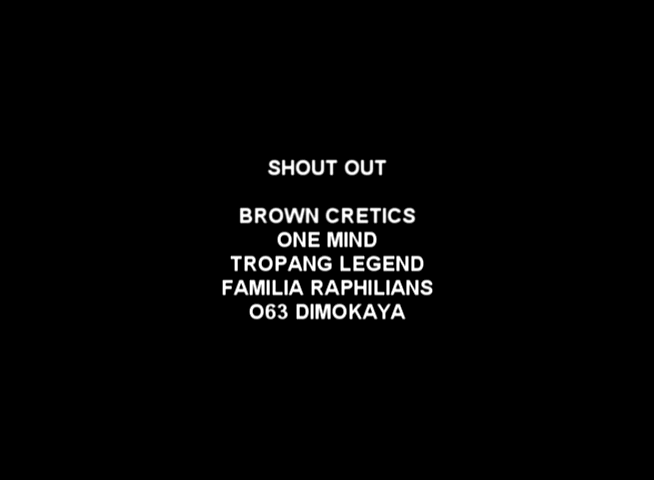 SHOUT OUT
BROWN CRETICS
ONE MIND
TROPANG LEGEND
FAMILIA RAPHILIANS
O63 DIMOKAYA